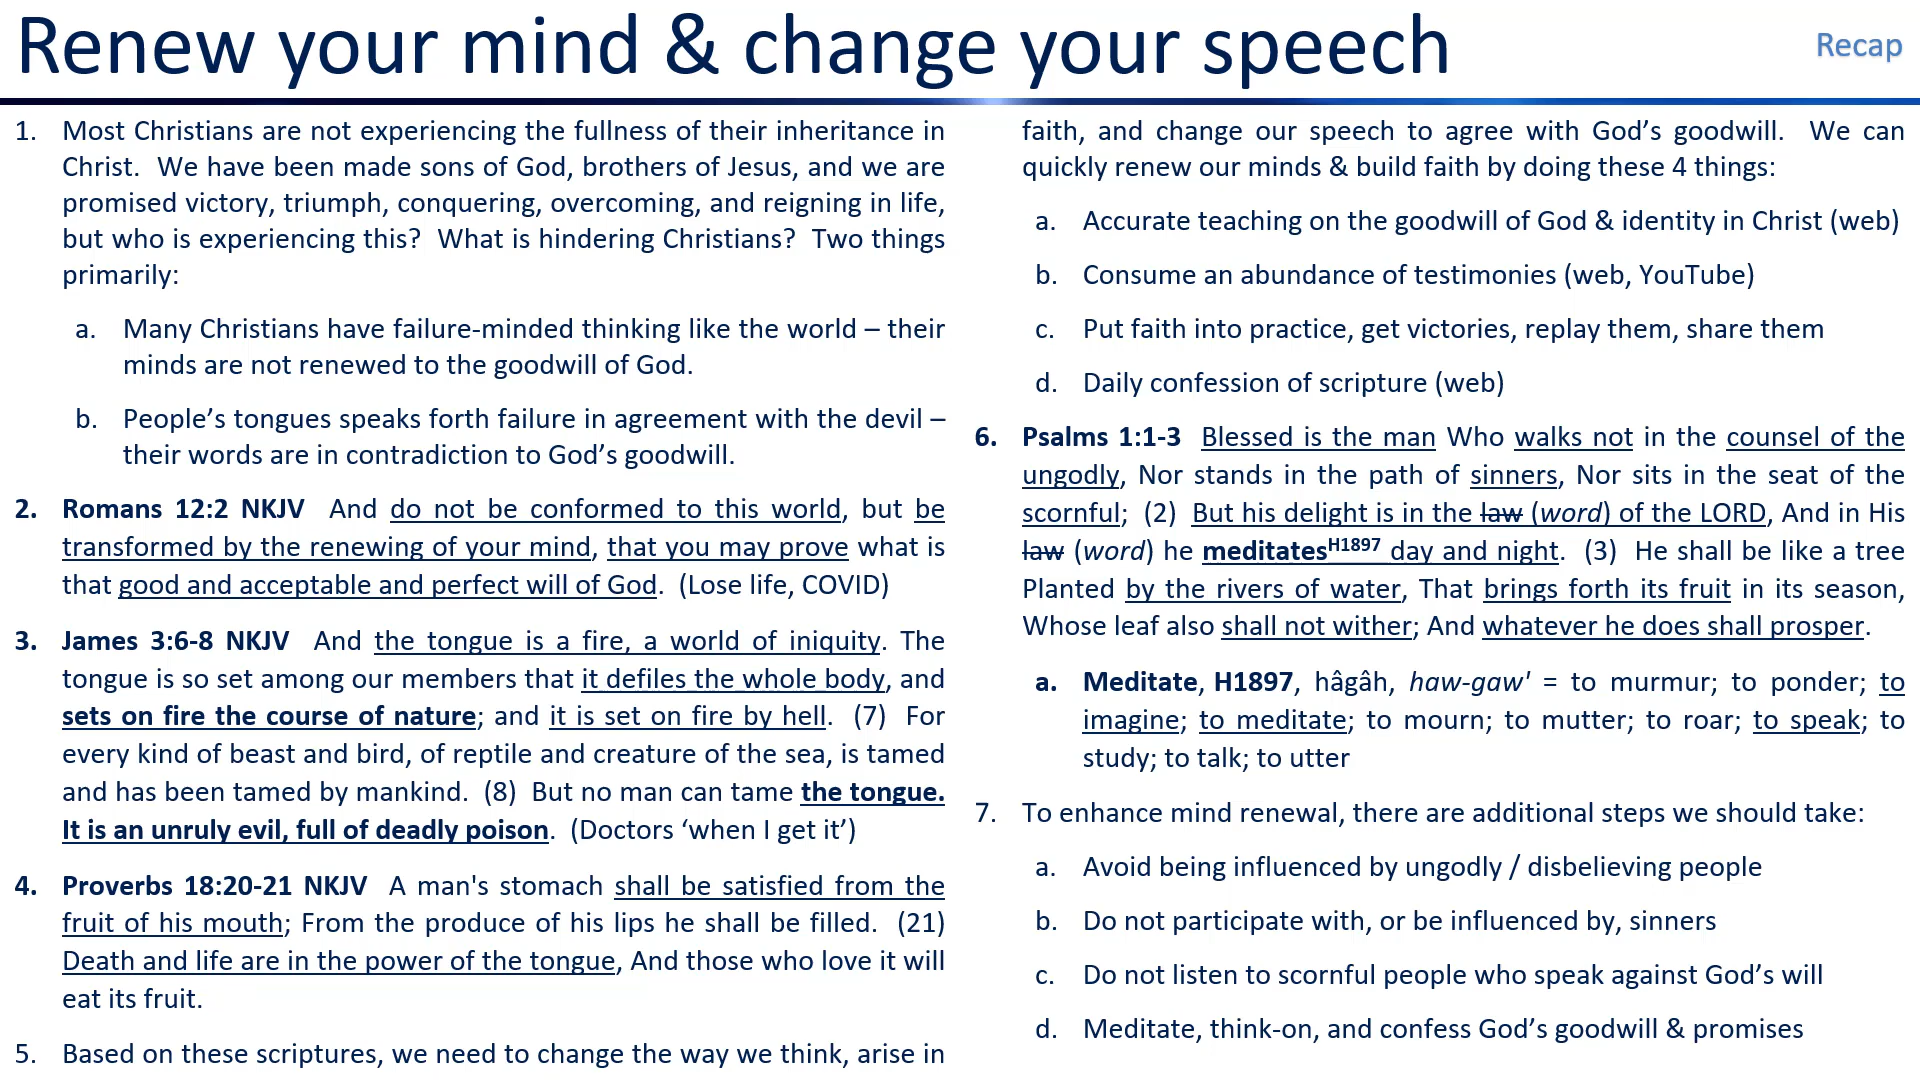 Renew your mind & change your speech
Recap
1. Most Christians are not experiencing the fullness of their inheritance in
Christ.  We have been made sons of God, brothers of Jesus, and we are
promised victory, triumph, conquering, overcoming, and reigning in life,
but who is experiencing this?  What is hindering Christians?  Two things
primarily:
a. Many Christians have failure-minded thinking like the world – their
minds are not renewed to the goodwill of God.
b. People’s tongues speaks forth failure in agreement with the devil –
their words are in contradiction to God’s goodwill.
2. Romans 12:2 NKJV  And do not be conformed to this world, but be
transformed by the renewing of your mind, that you may prove what is
that good and acceptable and perfect will of God.  (Lose life, COVID)
3. James 3:6-8 NKJV  And the tongue is a fire, a world of iniquity. The
tongue is so set among our members that it defiles the whole body, and
sets on fire the course of nature; and it is set on fire by hell.  (7)  For
every kind of beast and bird, of reptile and creature of the sea, is tamed
and has been tamed by mankind.  (8)  But no man can tame the tongue.
It is an unruly evil, full of deadly poison.  (Doctors ‘when I get it’)
4. Proverbs 18:20-21 NKJV  A man's stomach shall be satisfied from the
fruit of his mouth; From the produce of his lips he shall be filled.  (21)
Death and life are in the power of the tongue, And those who love it will
eat its fruit.
5. Based on these scriptures, we need to change the way we think, arise in
faith, and change our speech to agree with God’s goodwill.  We can
quickly renew our minds & build faith by doing these 4 things:
a. Accurate teaching on the goodwill of God & identity in Christ (web)
b. Consume an abundance of testimonies (web, YouTube)
c. Put faith into practice, get victories, replay them, share them
d. Daily confession of scripture (web)
6. Psalms 1:1-3  Blessed is the man Who walks not in the counsel of the
ungodly, Nor stands in the path of sinners, Nor sits in the seat of the
scornful;  (2)  But his delight is in the law (word) of the LORD, And in His
law (word) he meditatesH1897 day and night.  (3)  He shall be like a tree
Planted by the rivers of water, That brings forth its fruit in its season,
Whose leaf also shall not wither; And whatever he does shall prosper.
a. Meditate, H1897, hâgâh, haw-gaw' = to murmur; to ponder; to
imagine; to meditate; to mourn; to mutter; to roar; to speak; to
study; to talk; to utter
7. To enhance mind renewal, there are additional steps we should take:
a. Avoid being influenced by ungodly / disbelieving people
b. Do not participate with, or be influenced by, sinners
c. Do not listen to scornful people who speak against God’s will
d. Meditate, think-on, and confess God’s goodwill & promises